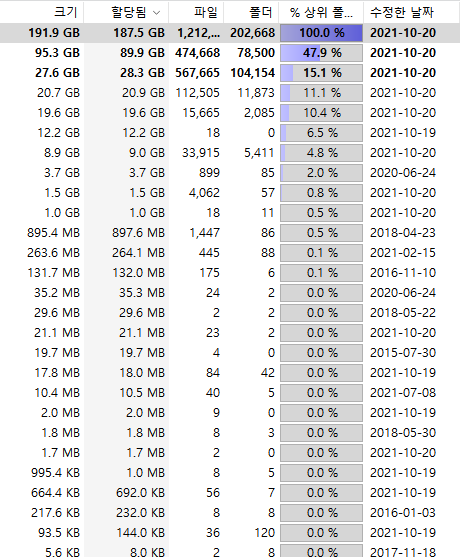 크기 할당됨 파일 폴더 % 상위 폴... 수정한 날짜
191.9 GB 187.5 GB 1,212,... 202,668 100.0 % 2021-10-20
95.3 GB 89.9 GB 474,668 78,500 47.9 % 2021-10-20
27.6 GB 28.3 GB 567,665 104,154 15.1 % 2021-10-20
20.7 GB 20.9 GB 112,505 11,873 11.1 % 2021-10-20
19.6 GB 19.6 GB 15,665 2,085 10.4 % 2021-10-20
12.2 GB 12.2 GB 18 0 6.5 % 2021-10-19
8.9 GB 9.0 GB 33,915 5,411 4.8 % 2021-10-20
3.7 GB 3.7 GB 899 85 2.0 % 2020-06-24
1.5 GB 1.5 GB 4,062 57 0.8 % 2021-10-20
1.0 GB 1.0 GB 18 11 0.5 % 2021-10-20
895.4 MB 897.6 MB 1,447 86 0.5 % 2018-04-23
263.6 MB 264.1 MB 445 88 0.1 % 2021-02-15
131.7 MB 132.0 MB 175 6 0.1 % 2016-11-10
35.2 MB 35.3 MB 24 2 0.0 % 2020-06-24
29.6 MB 29.6 MB 2 2 0.0 % 2018-05-22
21.1 MB 21.1 MB 23 2 0.0 % 2021-10-20
19.7 MB 19.7 MB 4 0 0.0 % 2015-07-30
17.8 MB 18.0 MB 84 42 0.0 % 2021-10-19
10.4 MB 10.5 MB 40 5 0.0 % 2021-07-08
2.0 MB 2.0 MB 9 0 0.0 % 2021-10-19
1.8 MB 1.8 MB 8 3 0.0 % 2018-05-30
1.7 MB 1.7 MB 2 0 0.0 % 2021-10-20
995.4 KB 1.0 MB 8 5 0.0 % 2021-10-19
664.4 KB 692.0 KB 56 7 0.0 % 2021-10-19
217.6 KB 232.0 KB 8 8 0.0 % 2016-01-03
93.5 KB 144.0 KB 36 120 0.0 % 2021-10-19
5.6 KB 8.0 KB 2 8 0.0 % 2017-11-18